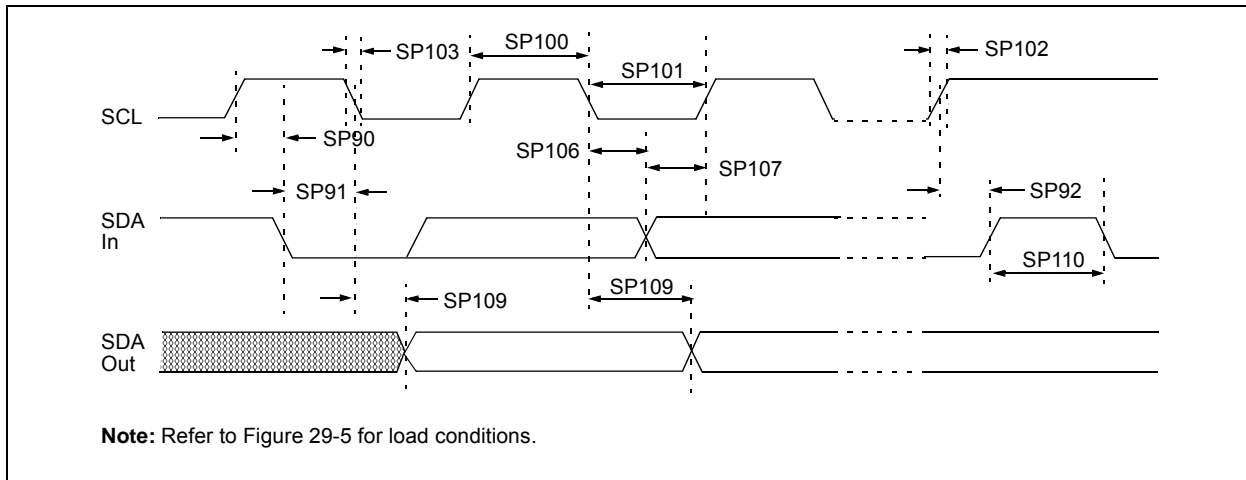 SP103
SP100
SP101
SP102
SCL
SP90
SP106
SP107
SP91
SP92
SDA
In
SP110
SP109
SP109
SDA
Out
Note: Refer to Figure 29-5 for load conditions.